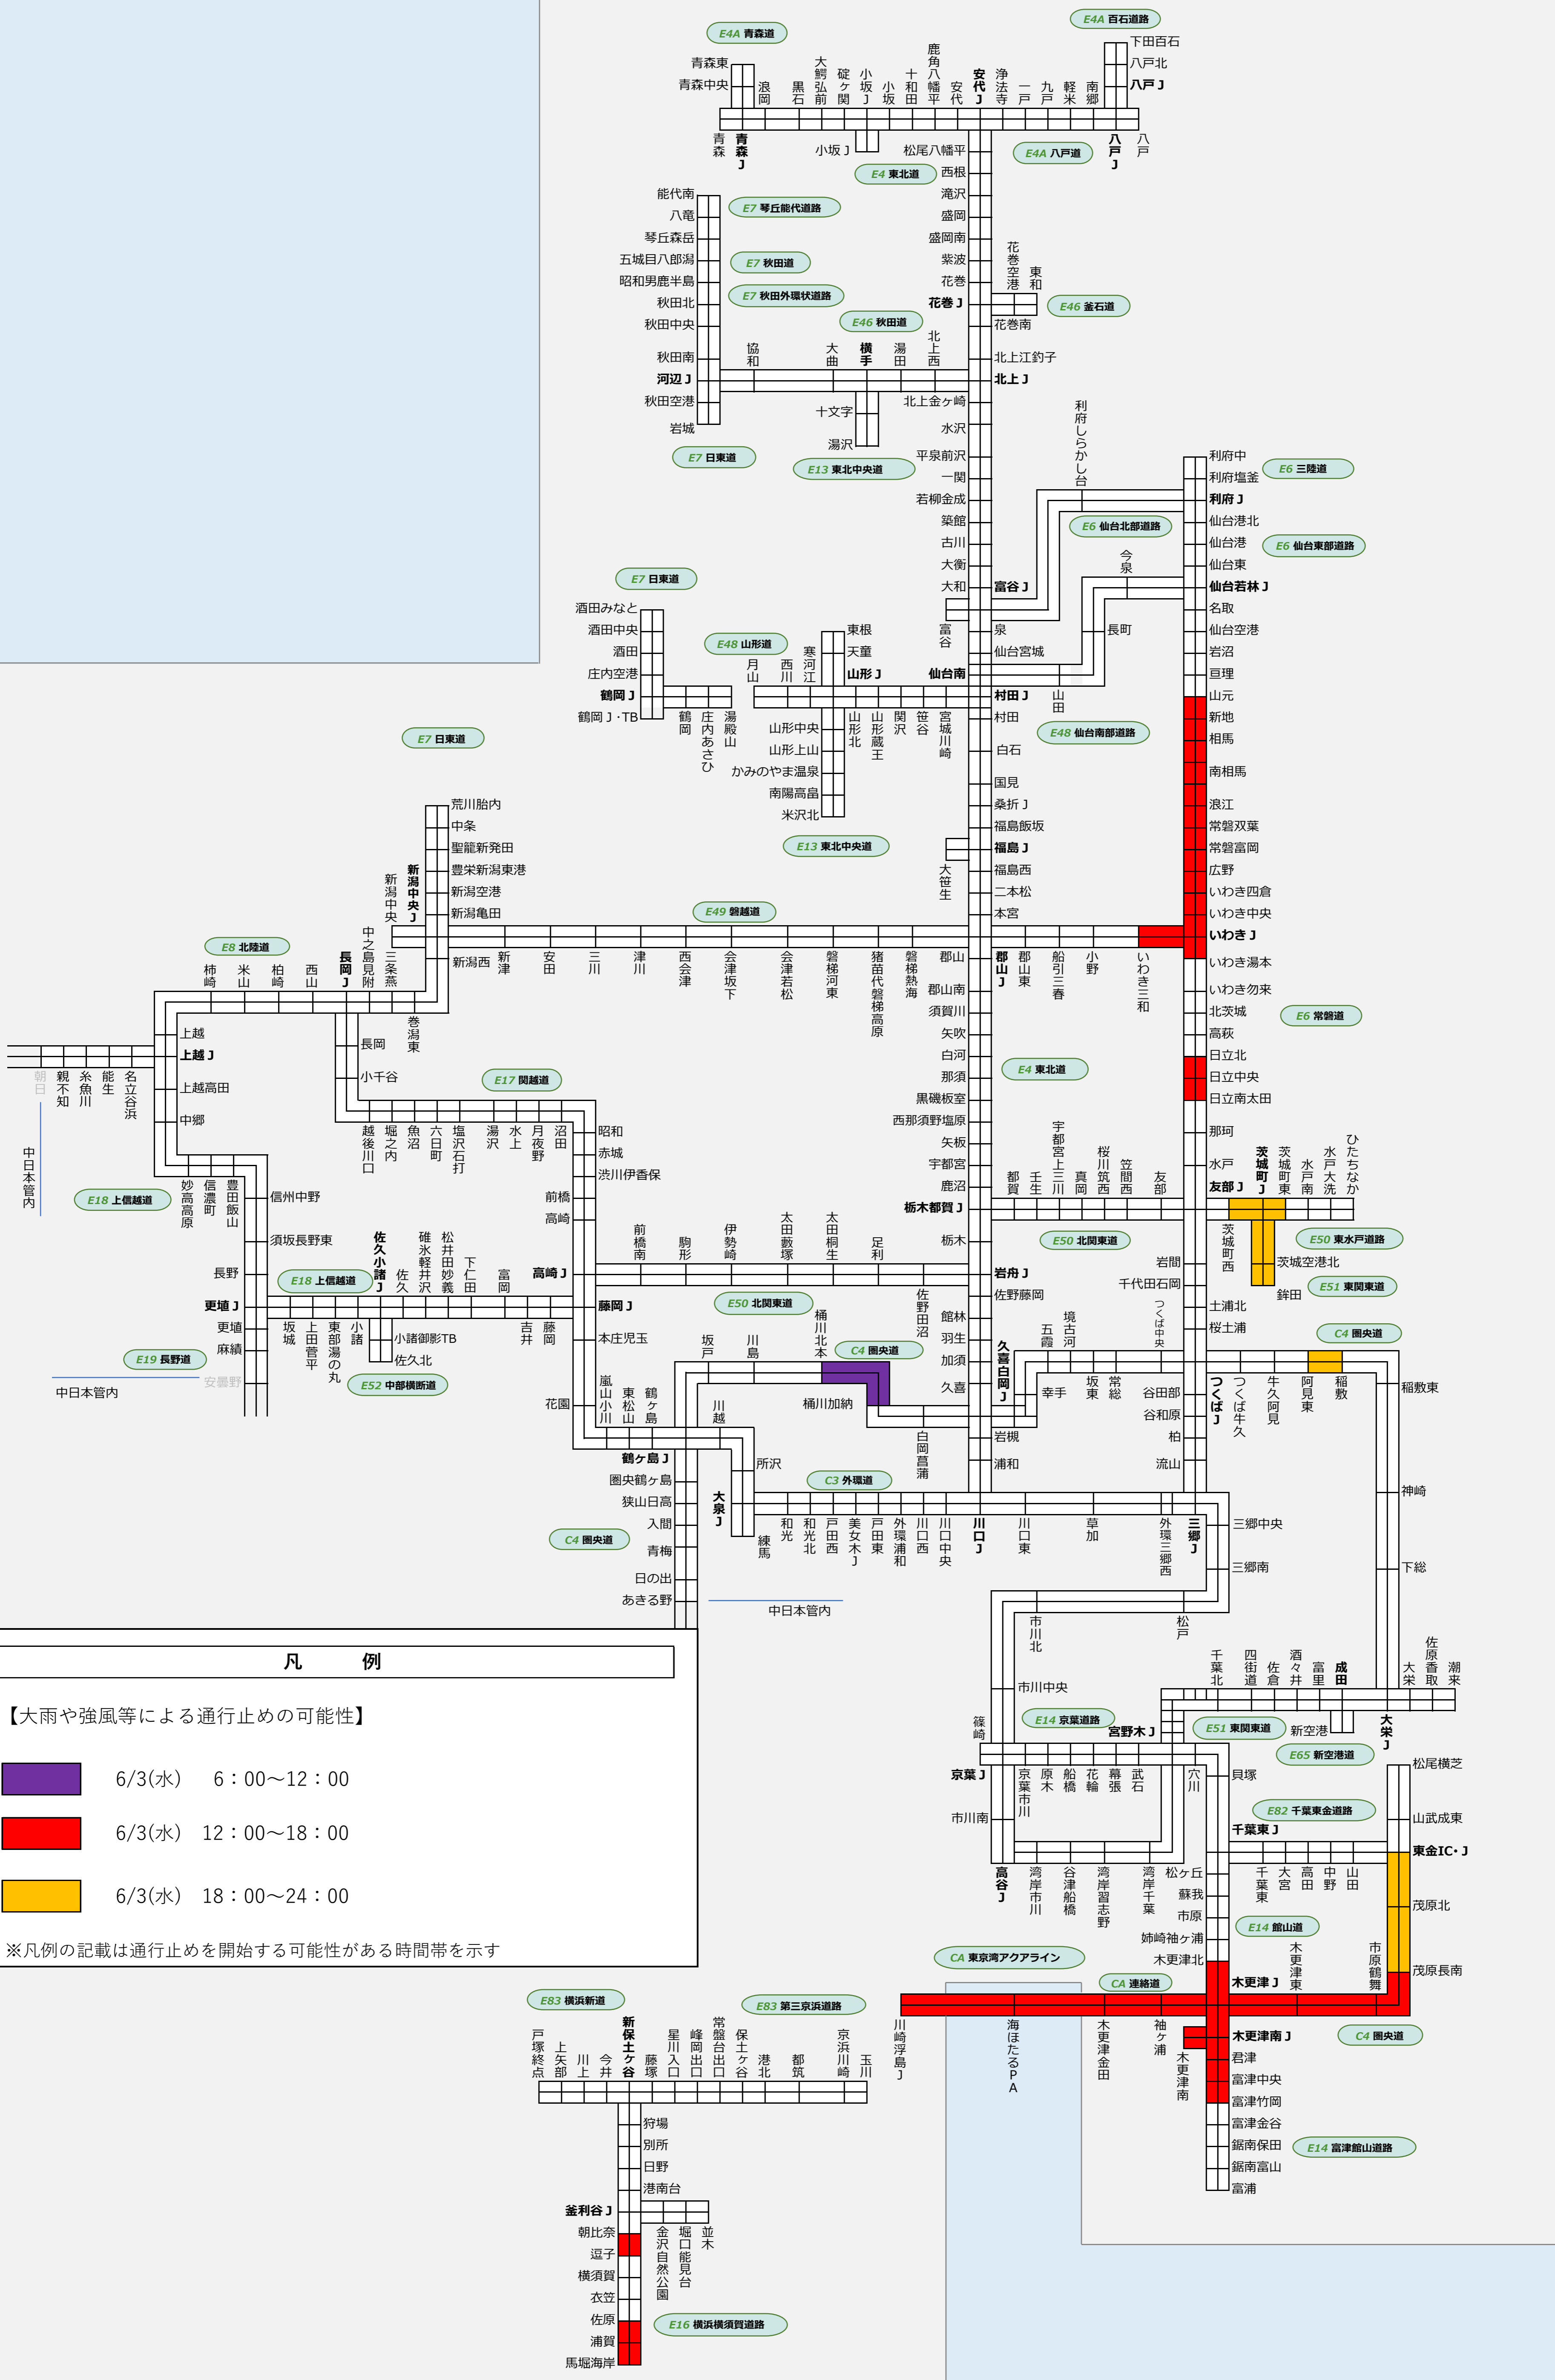 E4A 青森道
E4A 百石道路
下田百石
八戸北
八戸J
青森東
青森中央
浪岡
黒石
大鰐弘前
碇ヶ関
小坂J
小坂
十和田
鹿角八幡平
安代
安代J
浄法寺
一戸
九戸
軽米
南郷
青森
青森J
小坂J
八戸J
八戸
E4A 八戸道
松尾八幡平
E4 東北道
西根
滝沢
盛岡
盛岡南
紫波
花巻
花巻J
花巻空港
東和
E46 釜石道
花巻南
能代南
八竜
琴丘森岳
五城目八郎潟
昭和男鹿半島
秋田北
秋田中央
秋田南
河辺J
秋田空港
岩城
E7 琴丘能代道路
E7 秋田道
E7 秋田外環状道路
E46 秋田道
協和
大曲
横手
湯田
北上西
北上江釣子
北上J
北上金ヶ崎
十文字
湯沢
E7 日東道
E13 東北中央道
水沢
平泉前沢
一関
若柳金成
築館
古川
大衡
大和
富谷J
富谷
泉
仙台宮城
仙台南
利府しらかし台
利府中
利府塩釜
利府J
仙台港北
仙台港
仙台東
仙台若林J
名取
仙台空港
岩沼
亘理
山元
新地
相馬
南相馬
浪江
常磐双葉
常磐富岡
広野
いわき四倉
いわき中央
いわきJ
いわき湯本
いわき勿来
北茨城
高萩
日立北
日立中央
日立南太田
那珂
水戸
友部J
E6 三陸道
E6 仙台北部道路
E6 仙台東部道路
今泉
長町
山田
E48 仙台南部道路
E7 日東道
酒田みなと
酒田中央
酒田
庄内空港
鶴岡J
鶴岡J・TB
鶴岡
庄内あさひ
湯殿山
E48 山形道
月山
西川
寒河江
東根
天童
山形J
山形中央
山形上山
かみのやま温泉
南陽高畠
米沢北
山形北
山形蔵王
関沢
笹谷
宮城川崎
村田J
村田
白石
国見
桑折J
福島飯坂
福島J
大笹生
福島西
二本松
本宮
E13 東北中央道
E7 日東道
荒川胎内
中条
聖籠新発田
豊栄新潟東港
新潟空港
新潟亀田
新潟中央
新潟中央J
新潟西
E49 磐越道
新津
安田
三川
津川
西会津
会津坂下
会津若松
磐梯河東
猪苗代磐梯高原
磐梯熱海
郡山
郡山J
郡山東
船引三春
小野
いわき三和
E8 北陸道
柿崎
米山
柏崎
西山
長岡J
中之島見附
三条燕
巻潟東
長岡
小千谷
上越
上越J
上越高田
中郷
朝日
親不知
糸魚川
能生
名立谷浜
中日本管内
E17 関越道
越後川口
堀之内
魚沼
六日町
塩沢石打
湯沢
水上
月夜野
沼田
昭和
赤城
渋川伊香保
前橋
高崎
高崎J
E18 上信越道
妙高高原
信濃町
豊田飯山
信州中野
須坂長野東
長野
更埴J
更埴
麻績
安曇野
E19 長野道
中日本管内
E18 上信越道
佐久小諸J
佐久
碓氷軽井沢
松井田妙義
下仁田
富岡
藤岡J
坂城
上田菅平
東部湯の丸
小諸
小諸御影TB
佐久北
吉井
藤岡
E52 中部横断道
本庄児玉
花園
嵐山小川
東松山
鶴ヶ島
郡山南
須賀川
矢吹
白河
那須
黒磯板室
西那須野塩原
矢板
宇都宮
鹿沼
栃木都賀J
栃木
岩舟J
佐野藤岡
館林
羽生
加須
久喜
久喜白岡J
岩槻
浦和
E4 東北道
E6 常磐道
前橋南
駒形
伊勢崎
太田藪塚
太田桐生
足利
佐野田沼
E50 北関東道
都賀
壬生
宇都宮上三川
真岡
桜川筑西
笠間西
友部
E50 北関東道
茨城町J
茨城町東
水戸南
水戸大洗
ひたちなか
茨城町西
E50 東水戸道路
茨城空港北
鉾田
E51 東関東道
岩間
千代田石岡
土浦北
桜土浦
C4 圏央道
坂戸
川島
桶川北本
桶川加納
白岡菖蒲
C4 圏央道
五霞
境古河
つくば中央
幸手
坂東
常総
谷田部
谷和原
柏
流山
つくばJ
つくば牛久
牛久阿見
阿見東
稲敷
稲敷東
神崎
下総
川越
所沢
鶴ヶ島J
圏央鶴ヶ島
狭山日高
入間
青梅
日の出
あきる野
C4 圏央道
中日本管内
大泉J
練馬
C3 外環道
和光
和光北
戸田西
美女木J
戸田東
外環浦和
川口西
川口中央
川口J
川口東
草加
外環三郷西
三郷J
三郷中央
三郷南
市川北
松戸
市川中央
千葉北
四街道
佐倉
酒々井
富里
成田
大栄
佐原香取
潮来
新空港
大栄J
E51 東関東道
E65 新空港道
篠崎
E14 京葉道路
宮野木J
京葉J
京葉市川
原木
船橋
花輪
幕張
武石
穴川
貝塚
市川南
高谷J
湾岸市川
谷津船橋
湾岸習志野
湾岸千葉
松尾横芝
山武成東
東金IC・J
茂原北
茂原長南
E82 千葉東金道路
千葉東J
千葉東
大宮
高田
中野
山田
松ヶ丘
蘇我
市原
姉崎袖ヶ浦
木更津北
E14 館山道
木更津J
木更津東
市原鶴舞
CA 東京湾アクアライン
CA 連絡道
川崎浮島J
海ほたるPA
木更津金田
袖ヶ浦
木更津南
木更津南J
君津
富津中央
富津竹岡
富津金谷
鋸南保田
鋸南富山
富浦
C4 圏央道
E14 富津館山道路
凡　例
【大雨や強風等による通行止めの可能性】
6/3(水)　6：00～12：00
6/3(水)　12：00～18：00
6/3(水)　18：00～24：00
※凡例の記載は通行止めを開始する可能性がある時間帯を示す
E83 横浜新道
E83 第三京浜道路
戸塚終点
上矢部
川上
今井
新保土ヶ谷
藤塚
星川入口
峰岡出口
常盤台出口
保土ヶ谷
港北
都筑
京浜川崎
玉川
狩場
別所
日野
港南台
釜利谷J
金沢自然公園
堀口能見台
並木
朝比奈
逗子
横須賀
衣笠
佐原
浦賀
馬堀海岸
E16 横浜横須賀道路